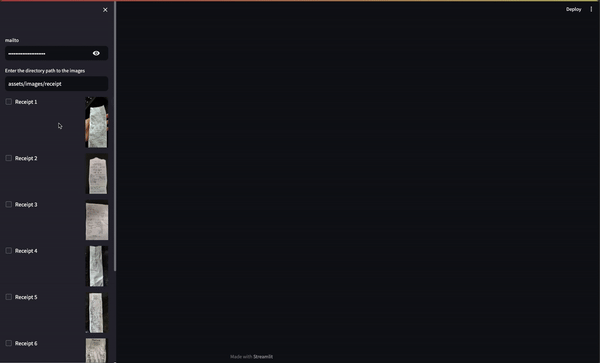 Deploy
mailto
••••••••••••••••••••
Enter the directory path to the images
assets/images/receipt
Receipt 1
Receipt 2
Receipt 3
Receipt 4
Receipt 5
Receipt 6
Made with Streamlit